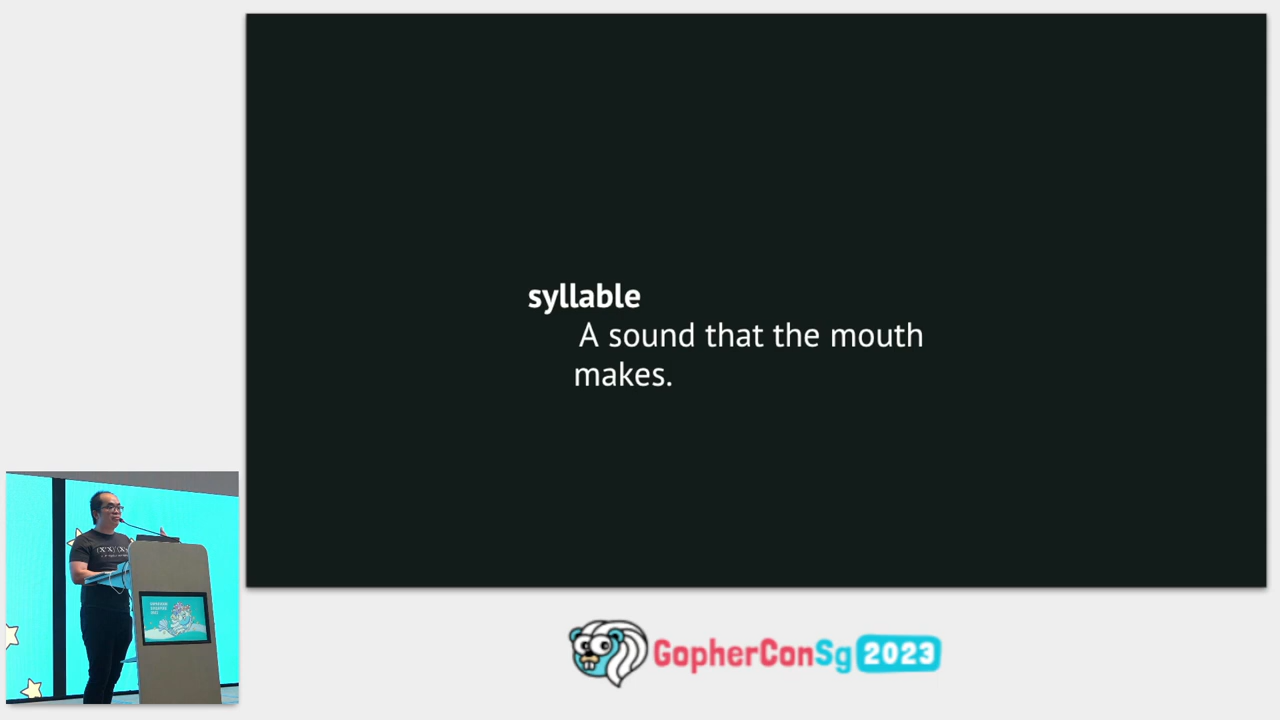 syllable
A sound that the mouth
makes.
GopherConSg 2023